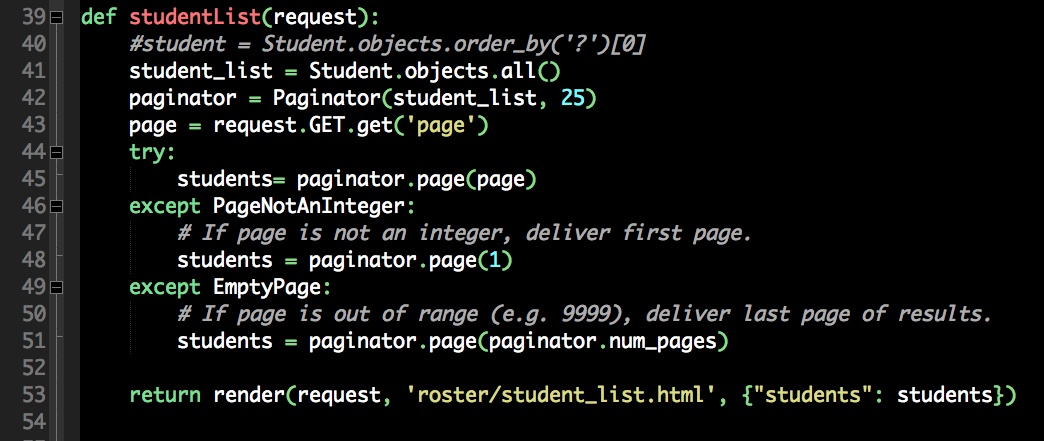 39 def studentList(request):
40     #student = Student.objects.order_by('?')[0]
41     student_list = Student.objects.all()
42     paginator = Paginator(student_list, 25)
43     page = request.GET.get('page')
44     try:
45         students= paginator.page(page)
46     except PageNotAnInteger:
47         # If page is not an integer, deliver first page.
48         students = paginator.page(1)
49     except EmptyPage:
50         # If page is out of range (e.g. 9999), deliver last page of results.
51         students = paginator.page(paginator.num_pages)
52
53     return render(request, 'roster/student_list.html', {"students": students})
54